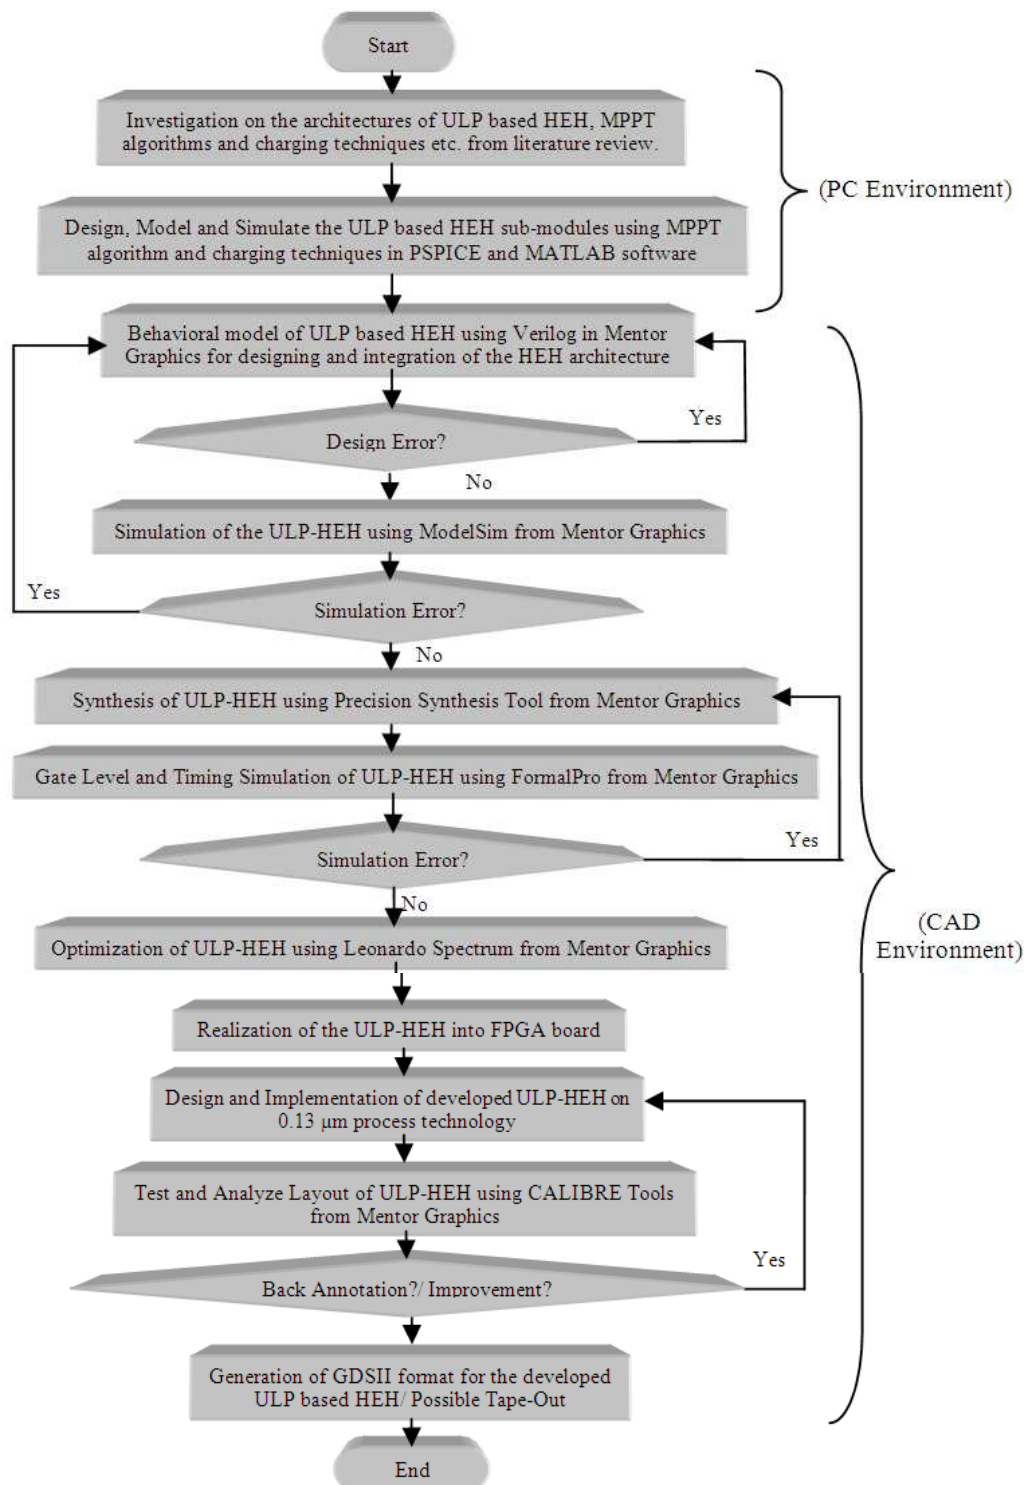 Start
Investigation on the architectures of ULP based HEH, MPPT
algorithms and charging techniques etc. from literature review.
(PC Environment)
Design, Model and Simulate the ULP based HEH sub-modules using MPPT
algorithm and charging techniques in PSPICE and MATLAB software
Behavioral model of ULP based HEH using Verilog in Mentor
Graphics for designing and integration of the HEH architecture
Yes
Design Error?
No
Simulation of the ULP-HEH using ModelSim from Mentor Graphics
Yes
Simulation Error?
No
Synthesis of ULP-HEH using Precision Synthesis Tool from Mentor Graphics
Gate Level and Timing Simulation of ULP-HEH using FormalPro from Mentor Graphics
Yes
Simulation Error?
No
(CAD
Environment)
Optimization of ULP-HEH using Leonardo Spectrum from Mentor Graphics
Realization of the ULP-HEH into FPGA board
Design and Implementation of developed ULP-HEH on
0.13 µm process technology
Test and Analyze Layout of ULP-HEH using CALIBRE Tools
from Mentor Graphics
Yes
Back Annotation?/ Improvement?
Generation of GDSII format for the developed
ULP based HEH/ Possible Tape-Out
End